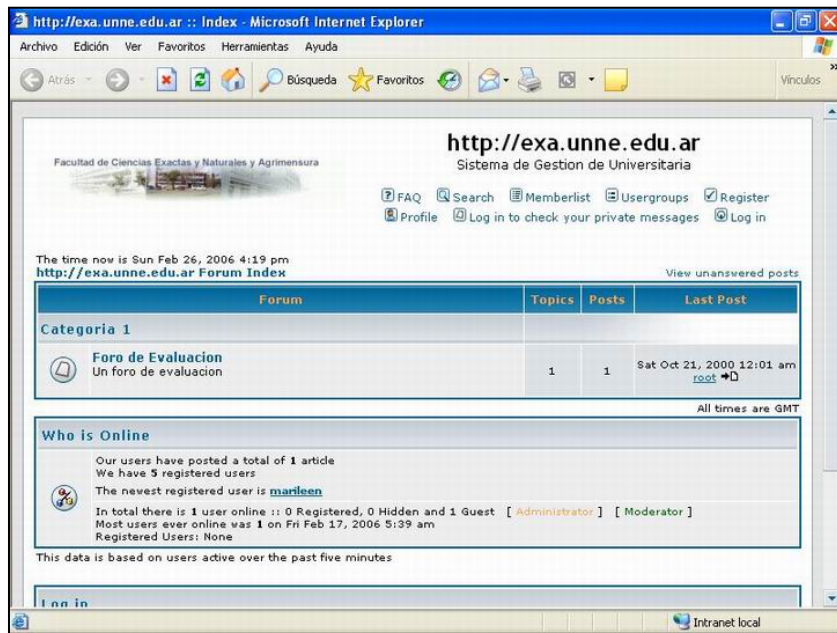 http://exa.unne.edu.ar :: Index - Microsoft Internet Explorer
Archivo Edición Ver Favoritos Herramientas Ayuda
Atrás Búsqueda Favoritos Vínculos
Facultad de Ciencias Exactas y Naturales y Agrimensura
http://exa.unne.edu.ar
Sistema de Gestion de Universitaria
FAQ Search Memberlist Usergroups Register
Profile Log in to check your private messages Log in
The time now is Sun Feb 26, 2006 4:19 pm
http://exa.unne.edu.ar Forum Index View unanswered posts
Forum Topics Posts Last Post
Categoria 1
Foro de Evaluacion
Un foro de evaluacion
1 1 Sat Oct 21, 2000 12:01 am
root
All times are GMT
Who is Online
Our users have posted a total of 1 article
We have 5 registered users
The newest registered user is marileen
In total there is 1 user online :: 0 Registered, 0 Hidden and 1 Guest [ Administrator ] [ Moderator ]
Most users ever online was 1 on Fri Feb 17, 2006 5:39 am
Registered Users: None
This data is based on users active over the past five minutes
Log in
Intranet local